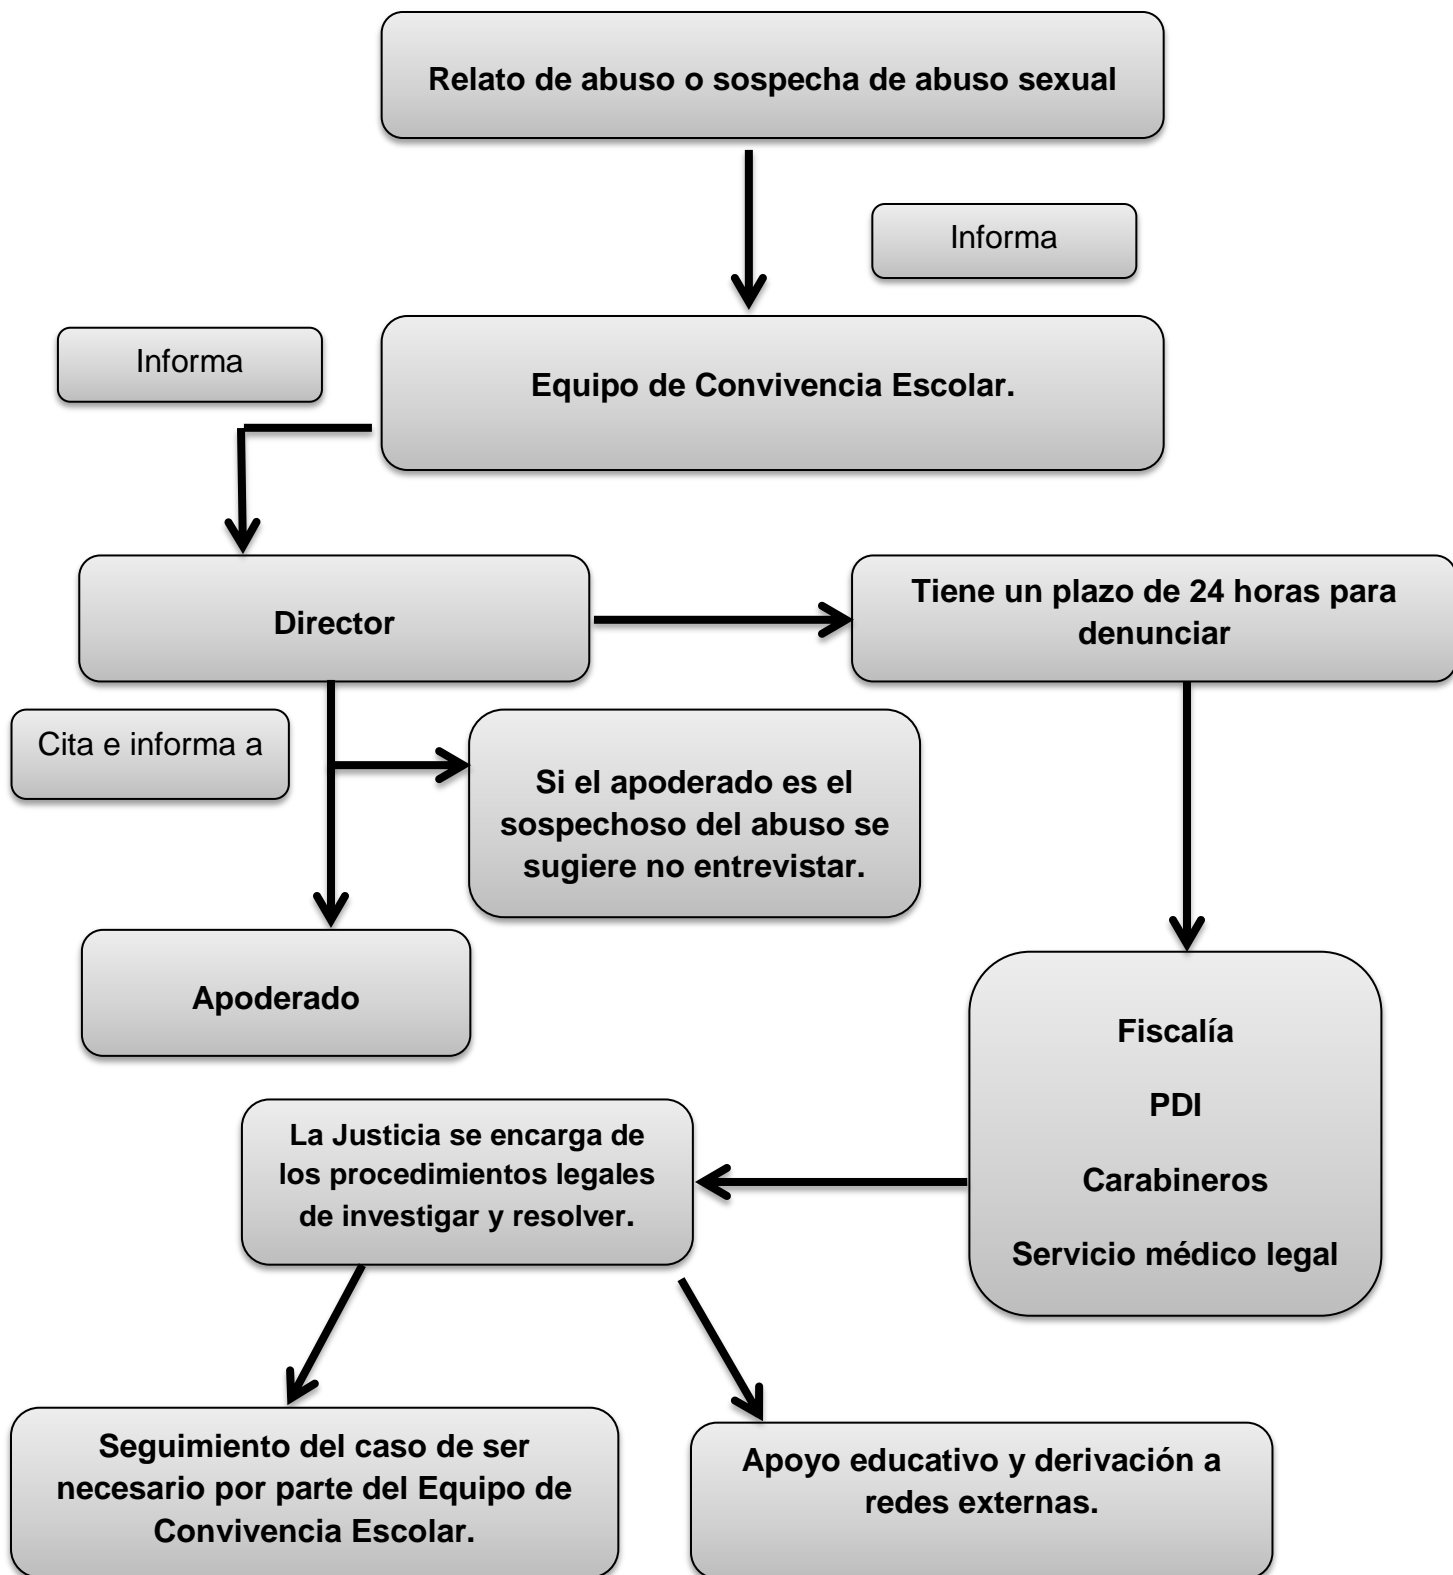 Relato de abuso o sospecha de abuso sexual
Informa
Informa
Equipo de Convivencia Escolar.
Director
Tiene un plazo de 24 horas para
denunciar
Cita e informa a
Si el apoderado es el
sospechoso del abuso se
sugiere no entrevistar.
Apoderado
Fiscalía
PDI
Carabineros
Servicio médico legal
La Justicia se encarga de
los procedimientos legales
de investigar y resolver.
Seguimiento del caso de ser
necesario por parte del Equipo de
Convivencia Escolar.
Apoyo educativo y derivación a
redes externas.